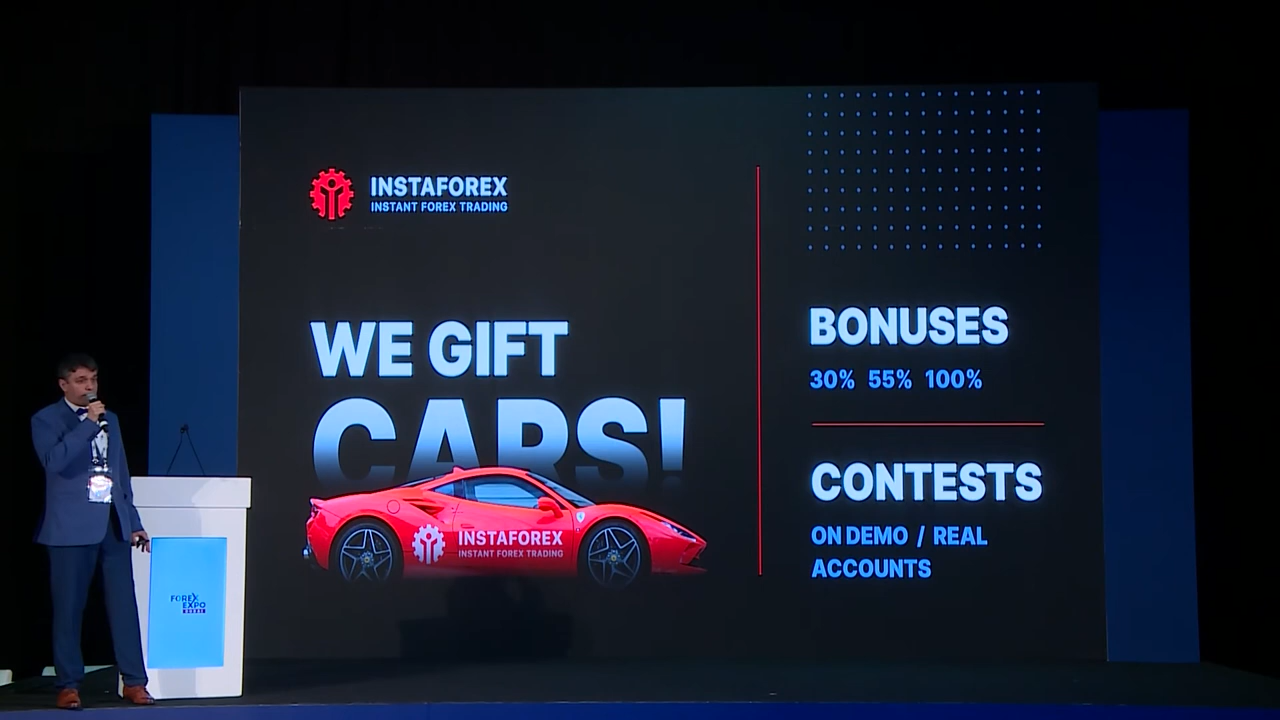 INSTAFOREX
INSTANT FOREX TRADING
WE GIFT
CARS!
INSTAFOREX
INSTANT FOREX TRADING
BONUSES
30% 55% 100%
CONTESTS
ON DEMO / REAL
ACCOUNTS
FOREX
EXPO
DUBAI